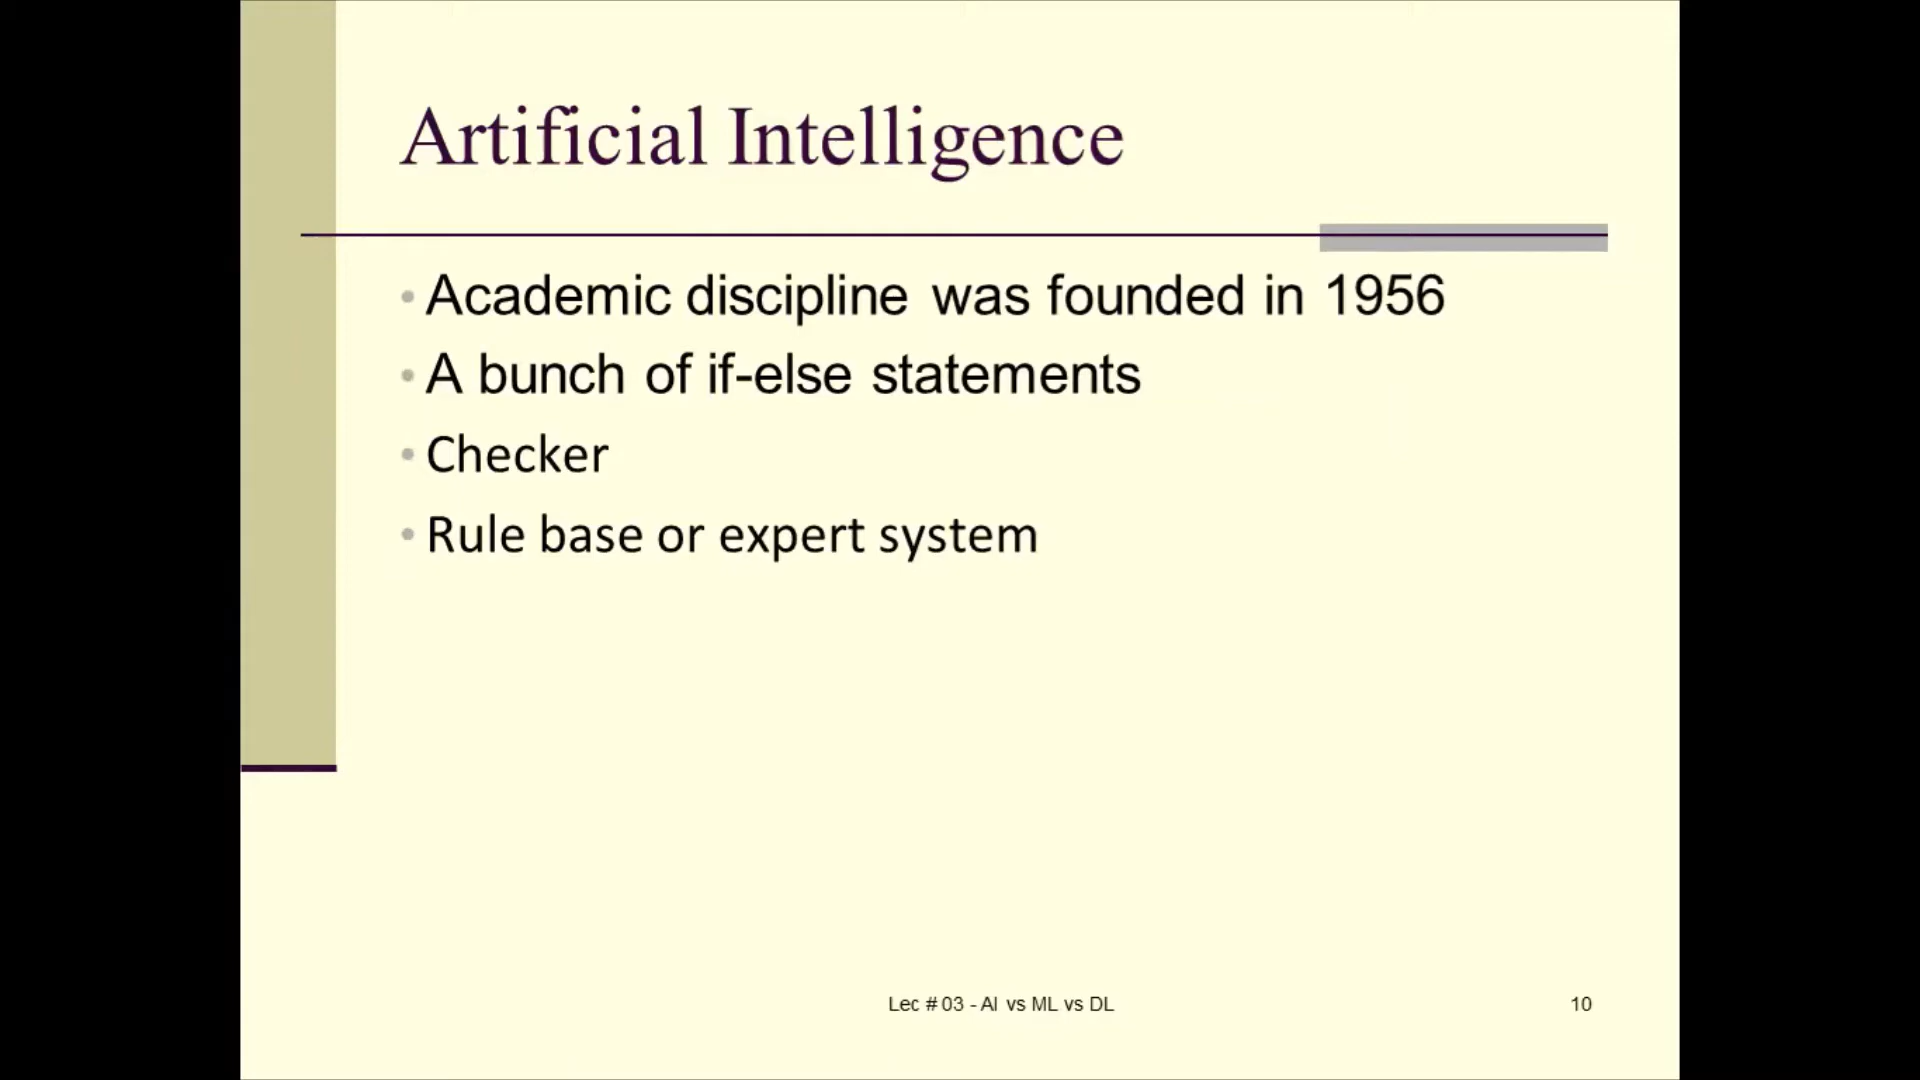 Artificial Intelligence
• Academic discipline was founded in 1956
• A bunch of if-else statements
• Checker
• Rule base or expert system
Lec # 03 - AI vs ML vs DL
10